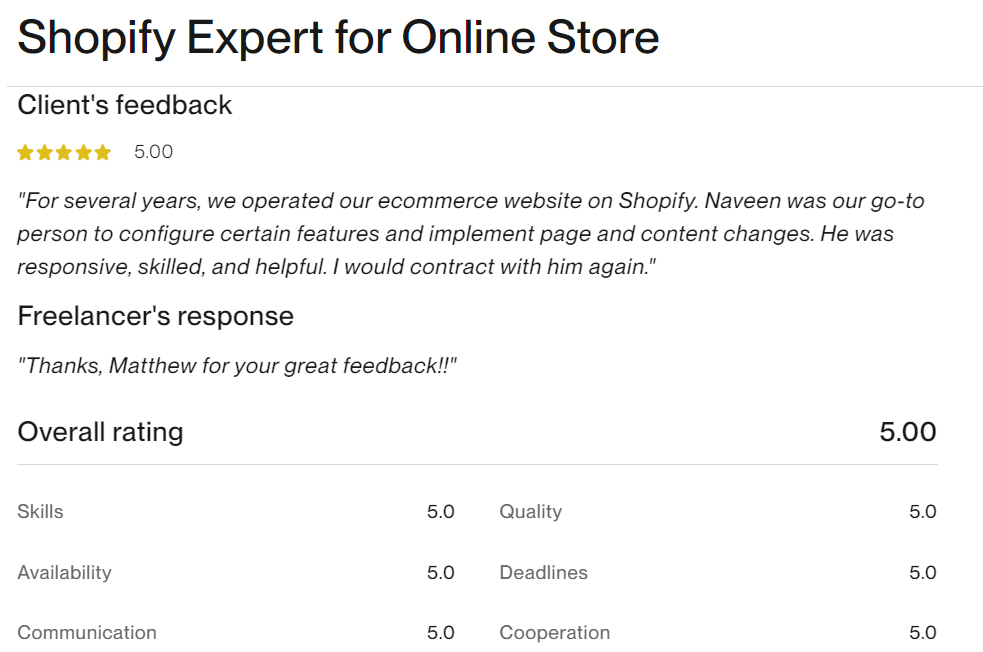 Shopify Expert for Online Store
Client's feedback
5.00
"For several years, we operated our ecommerce website on Shopify. Naveen was our go-to
person to configure certain features and implement page and content changes. He was
responsive, skilled, and helpful. I would contract with him again."
Freelancer's response
"Thanks, Matthew for your great feedback!!"
Overall rating 5.00
Skills 5.0 Quality 5.0
Availability 5.0 Deadlines 5.0
Communication 5.0 Cooperation 5.0